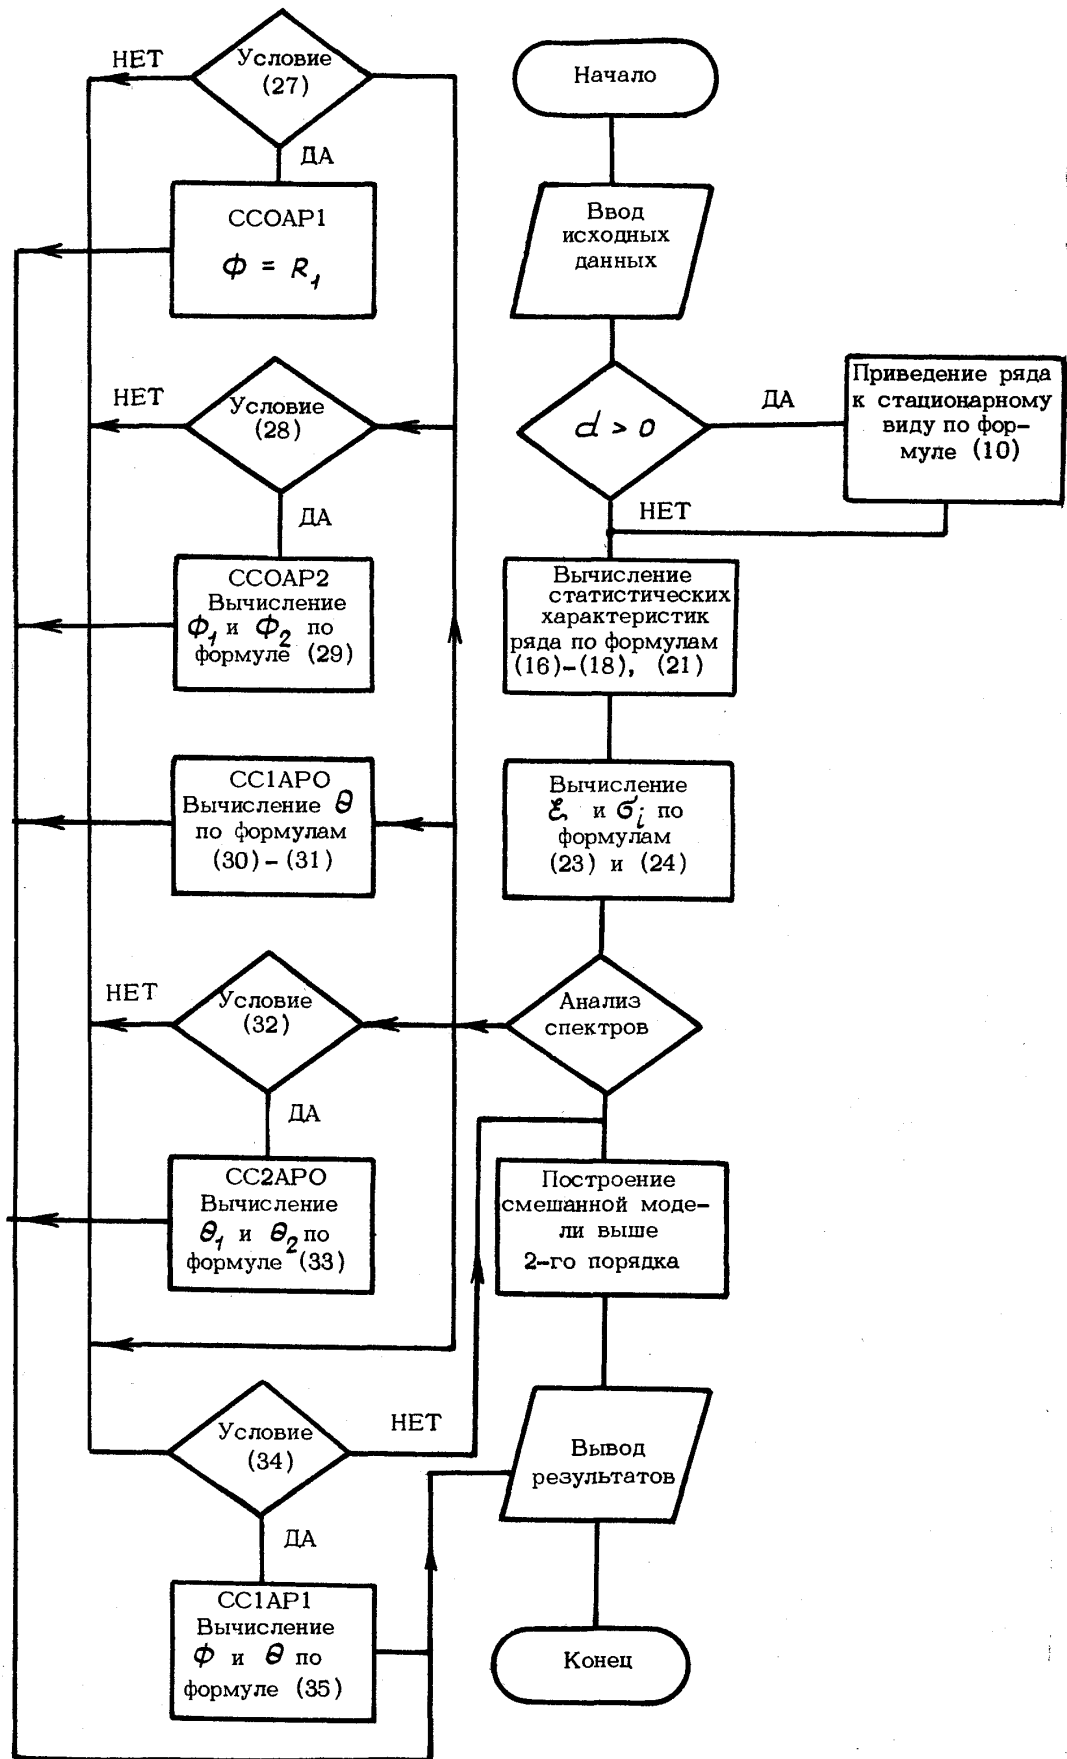 Начало
Ввод
исходных
данных
d > 0
ДА
НЕТ
Приведение ряда
к стационарному
виду по фор-
муле (10)
Вычисление
статистических
характеристик
ряда по формулам
(16)-(18), (21)
Вычисление
ξ и σi по
формулам
(23) и (24)
Анализ
спектров
Построение
смешанной моде-
ли выше
2-го порядка
Вывод
результатов
Конец
Условие
(27)
НЕТ
ДА
ССОАР1
Φ = R1
Условие
(28)
НЕТ
ДА
ССОАР2
Вычисление
Φ1 и Φ2 по
формуле (29)
СС1АРО
Вычисление θ
по формулам
(30)-(31)
Условие
(32)
НЕТ
ДА
СС2АРО
Вычисление
θ1 и θ2 по
формуле (33)
Условие
(34)
НЕТ
ДА
СС1АР1
Вычисление
Φ и θ по
формуле (35)